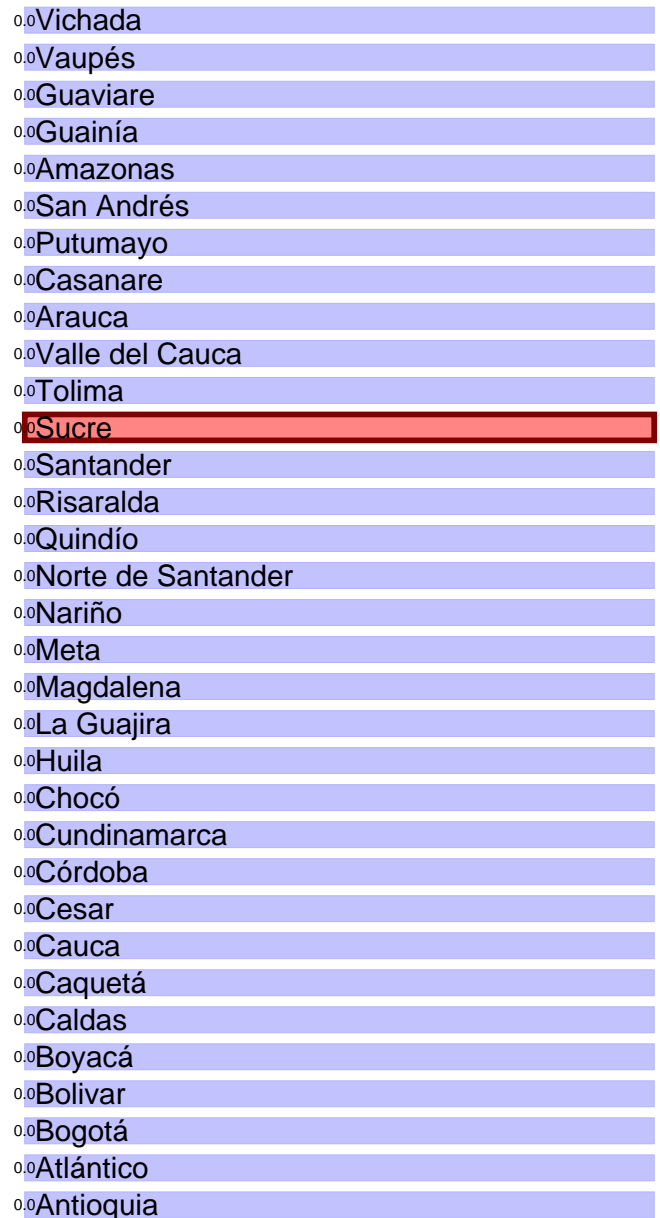 0.0Vichada
0.0Vaupés
0.0Guaviare
0.0Guainía
0.0Amazonas
0.0San Andrés
0.0Putumayo
0.0Casanare
0.0Arauca
0.0Valle del Cauca
0.0Tolima
0.0Sucre
0.0Santander
0.0Risaralda
0.0Quindío
0.0Norte de Santander
0.0Nariño
0.0Meta
0.0Magdalena
0.0La Guajira
0.0Huila
0.0Chocó
0.0Cundinamarca
0.0Córdoba
0.0Cesar
0.0Cauca
0.0Caquetá
0.0Caldas
0.0Boyacá
0.0Bolivar
0.0Bogotá
0.0Atlántico
0.0Antioquia